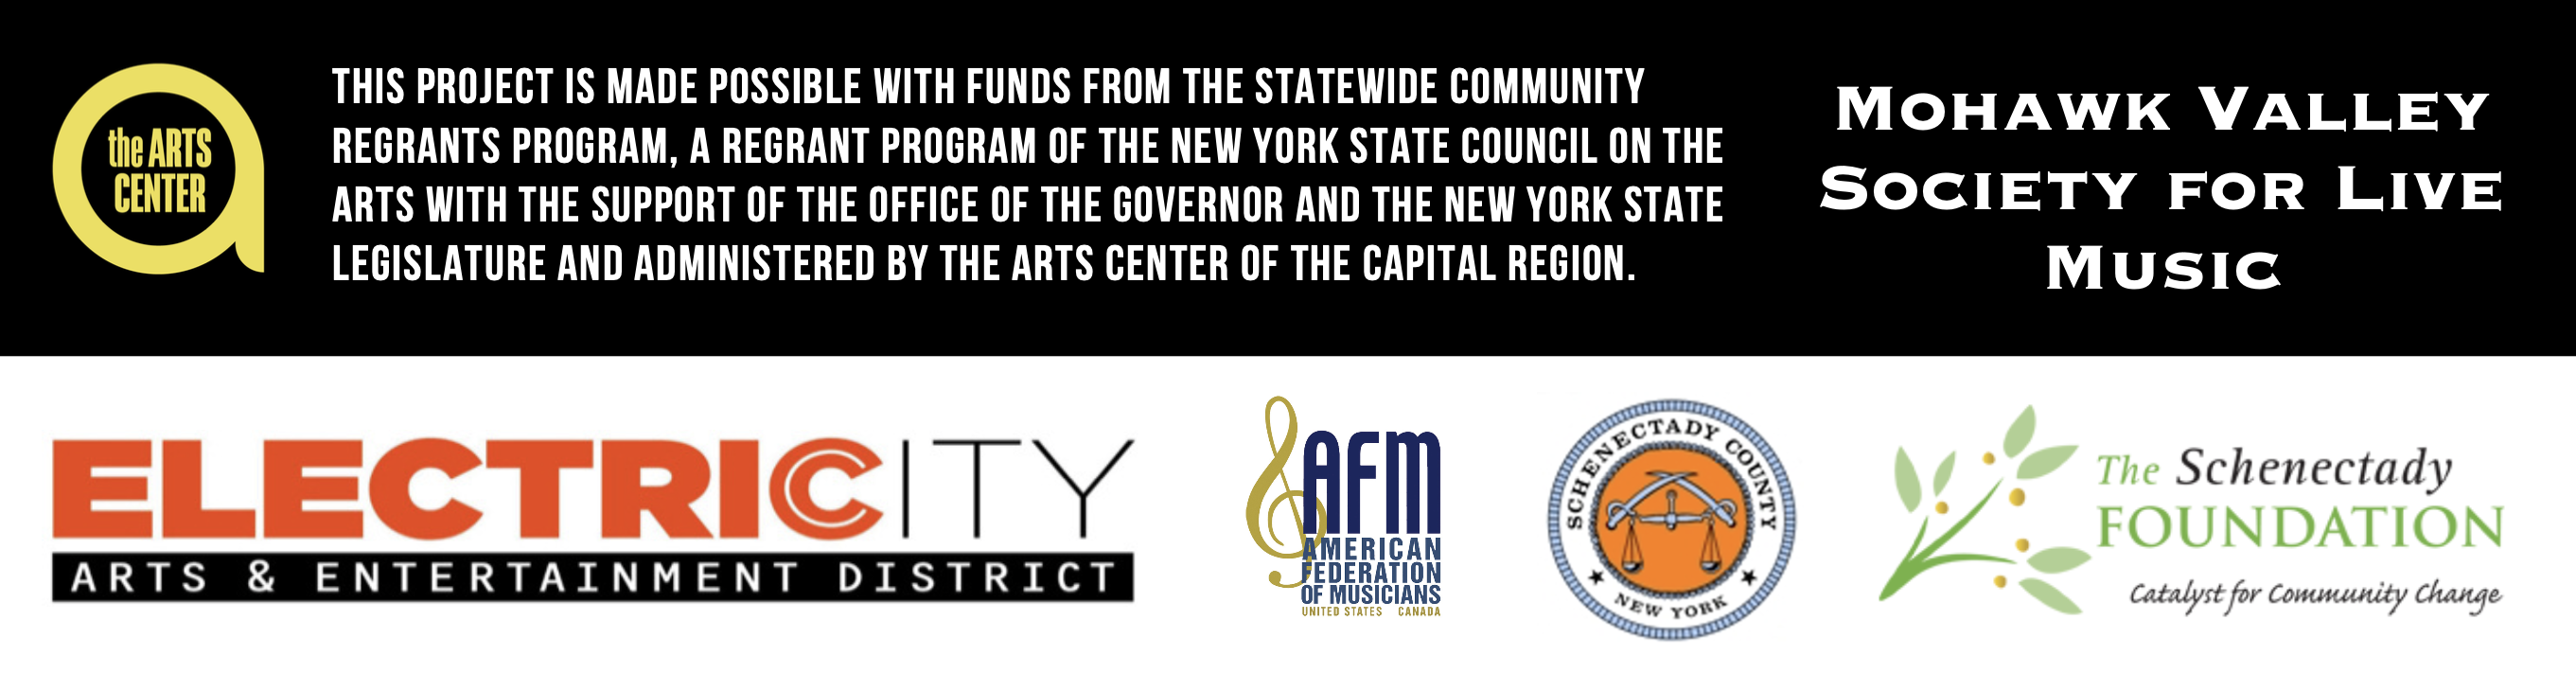 the ARTS
CENTER
THIS PROJECT IS MADE POSSIBLE WITH FUNDS FROM THE STATEWIDE COMMUNITY
REGRANTS PROGRAM, A REGRANT PROGRAM OF THE NEW YORK STATE COUNCIL ON THE
ARTS WITH THE SUPPORT OF THE OFFICE OF THE GOVERNOR AND THE NEW YORK STATE
LEGISLATURE AND ADMINISTERED BY THE ARTS CENTER OF THE CAPITAL REGION.
MOHAWK VALLEY
SOCIETY FOR LIVE
MUSIC
ELECTRICCITY
ARTS & ENTERTAINMENT DISTRICT
AFM
AMERICAN
FEDERATION
OF MUSICIANS
UNITED STATES CANADA
SCHENECTADY COUNTY
NEW YORK
The Schenectady
FOUNDATION
Catalyst for Community Change